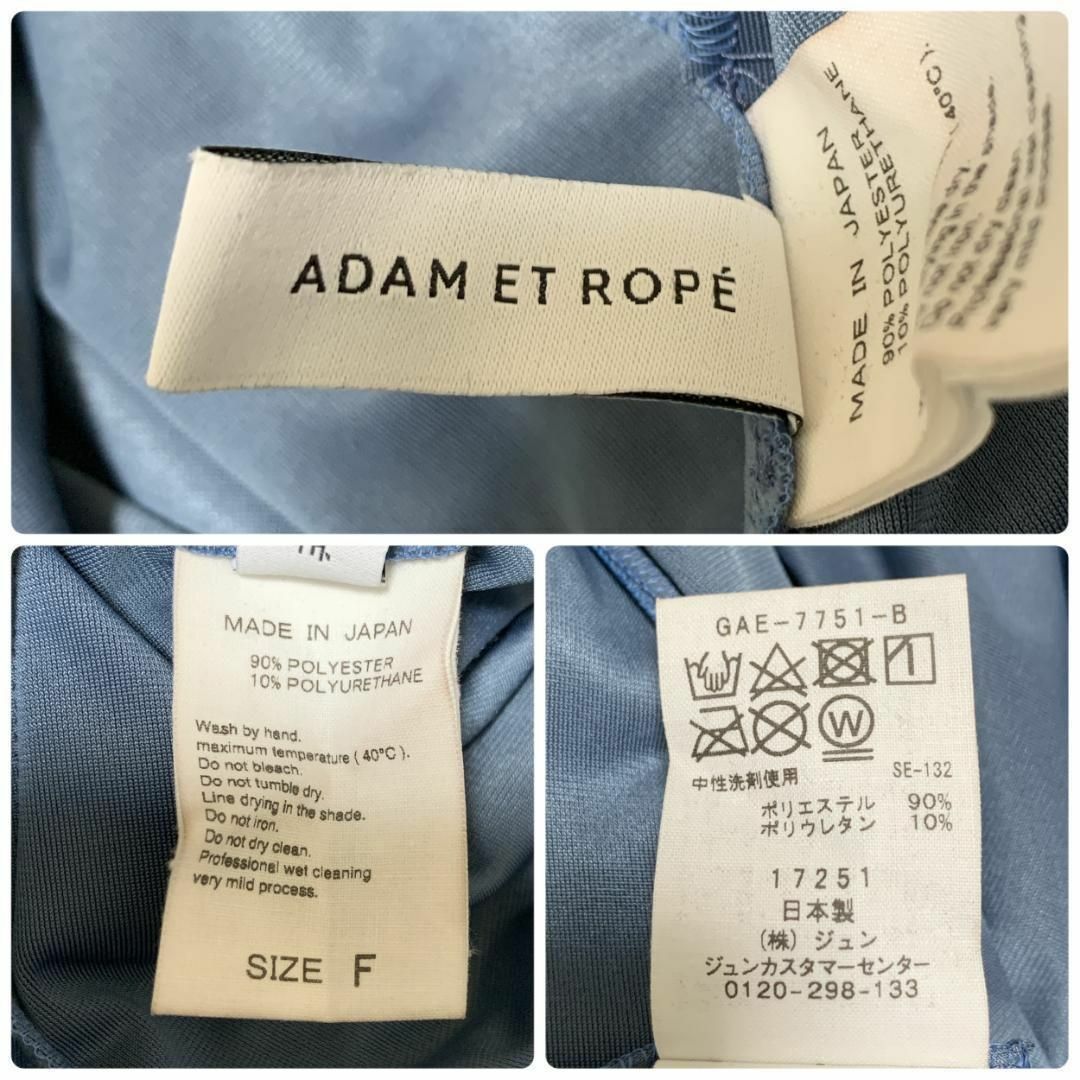 ADAM ET ROPÉ
MADE IN JAPAN
90% POLYESTER
10% POLYURETHANE
(40°C).
MADE IN JAPAN
90% POLYESTER
10% POLYURETHANE
Wash by hand.
maximum temperature (40°C).
Do not bleach.
Do not tumble dry.
Line drying in the shade.
Do not iron.
Do not dry clean.
Professional wet cleaning
very mild process.
SIZE F
GAE-7751-B
W
中性洗剤使用 SE-132
ポリエステル 90%
ポリウレタン 10%
17251
日本製
(株) ジュン
ジュンカスタマーセンター
0120-298-133